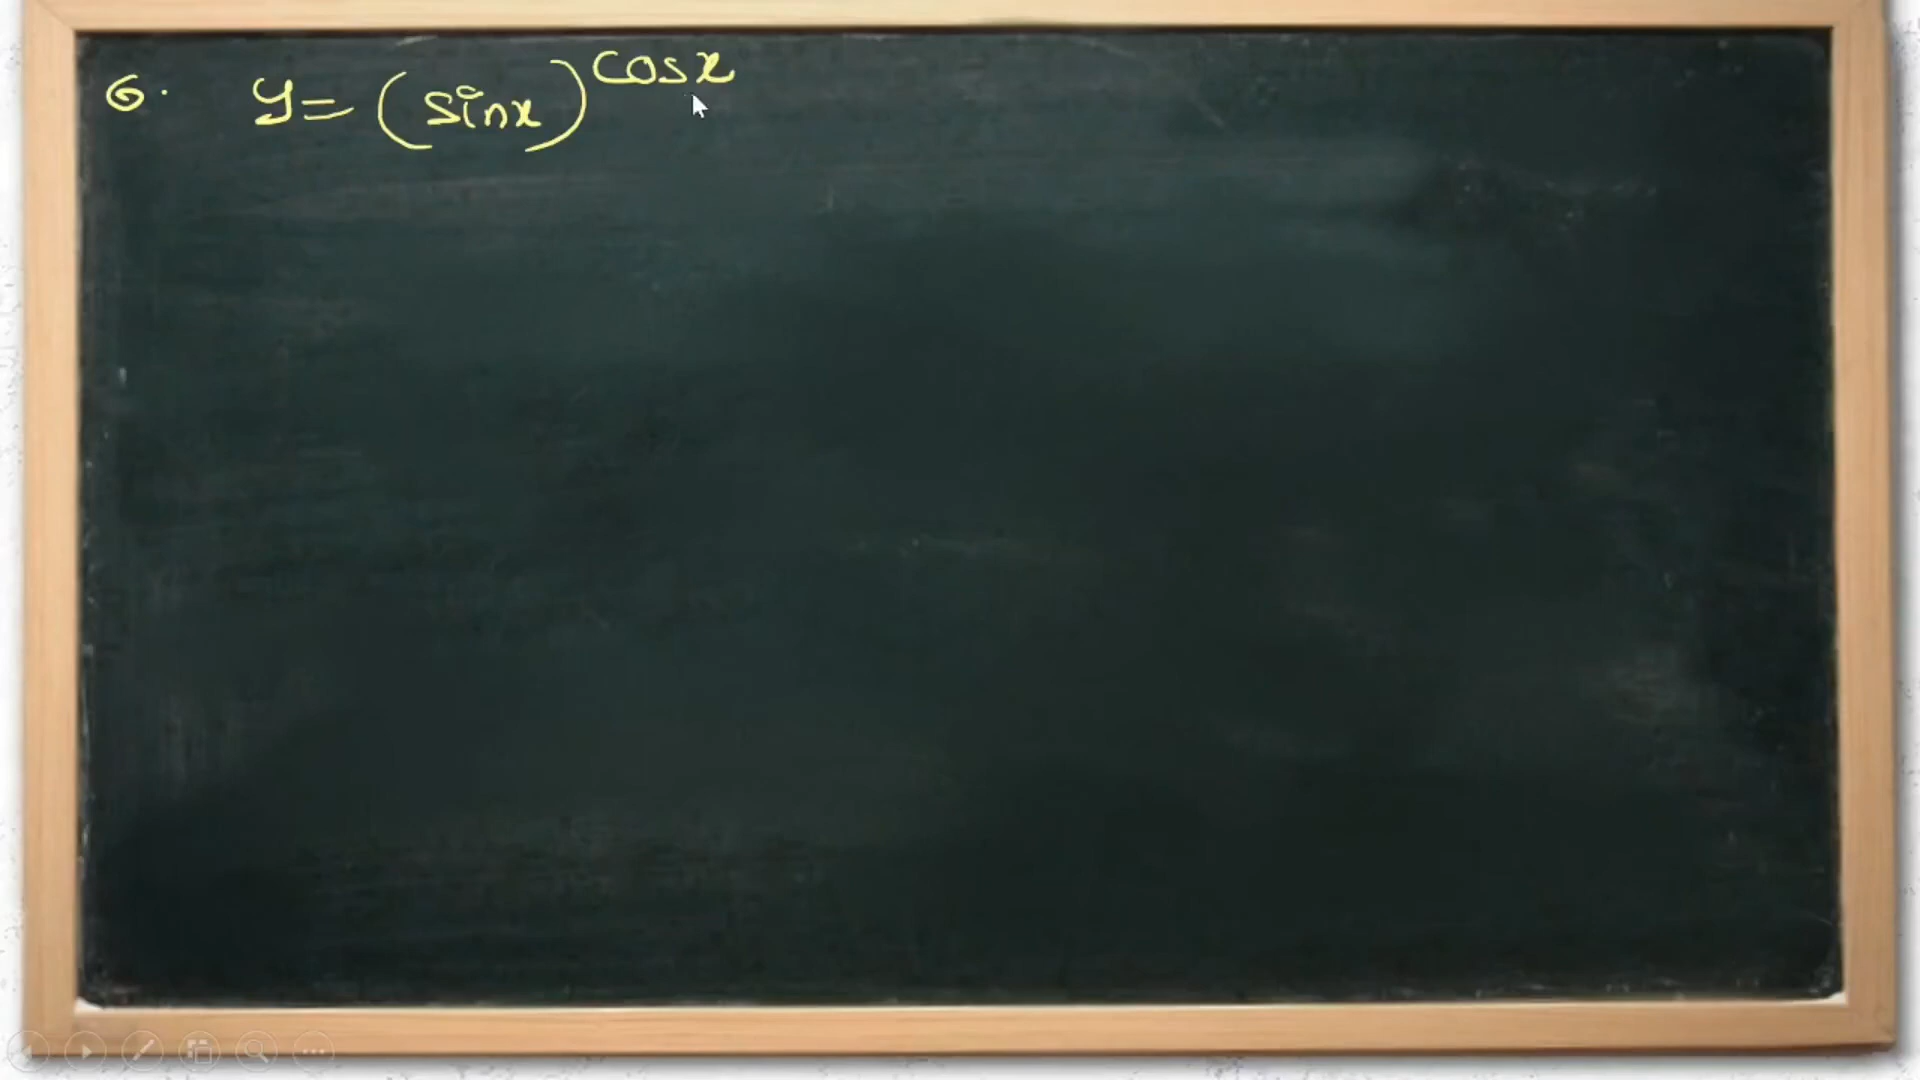 6. y = (sinx)^cosx